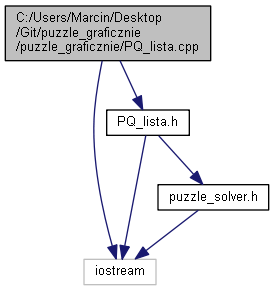 C:/Users/Marcin/Desktop
/Git/puzzle_graficznie
/puzzle_graficznie/PQ_lista.cpp
PQ_lista.h
puzzle_solver.h
iostream